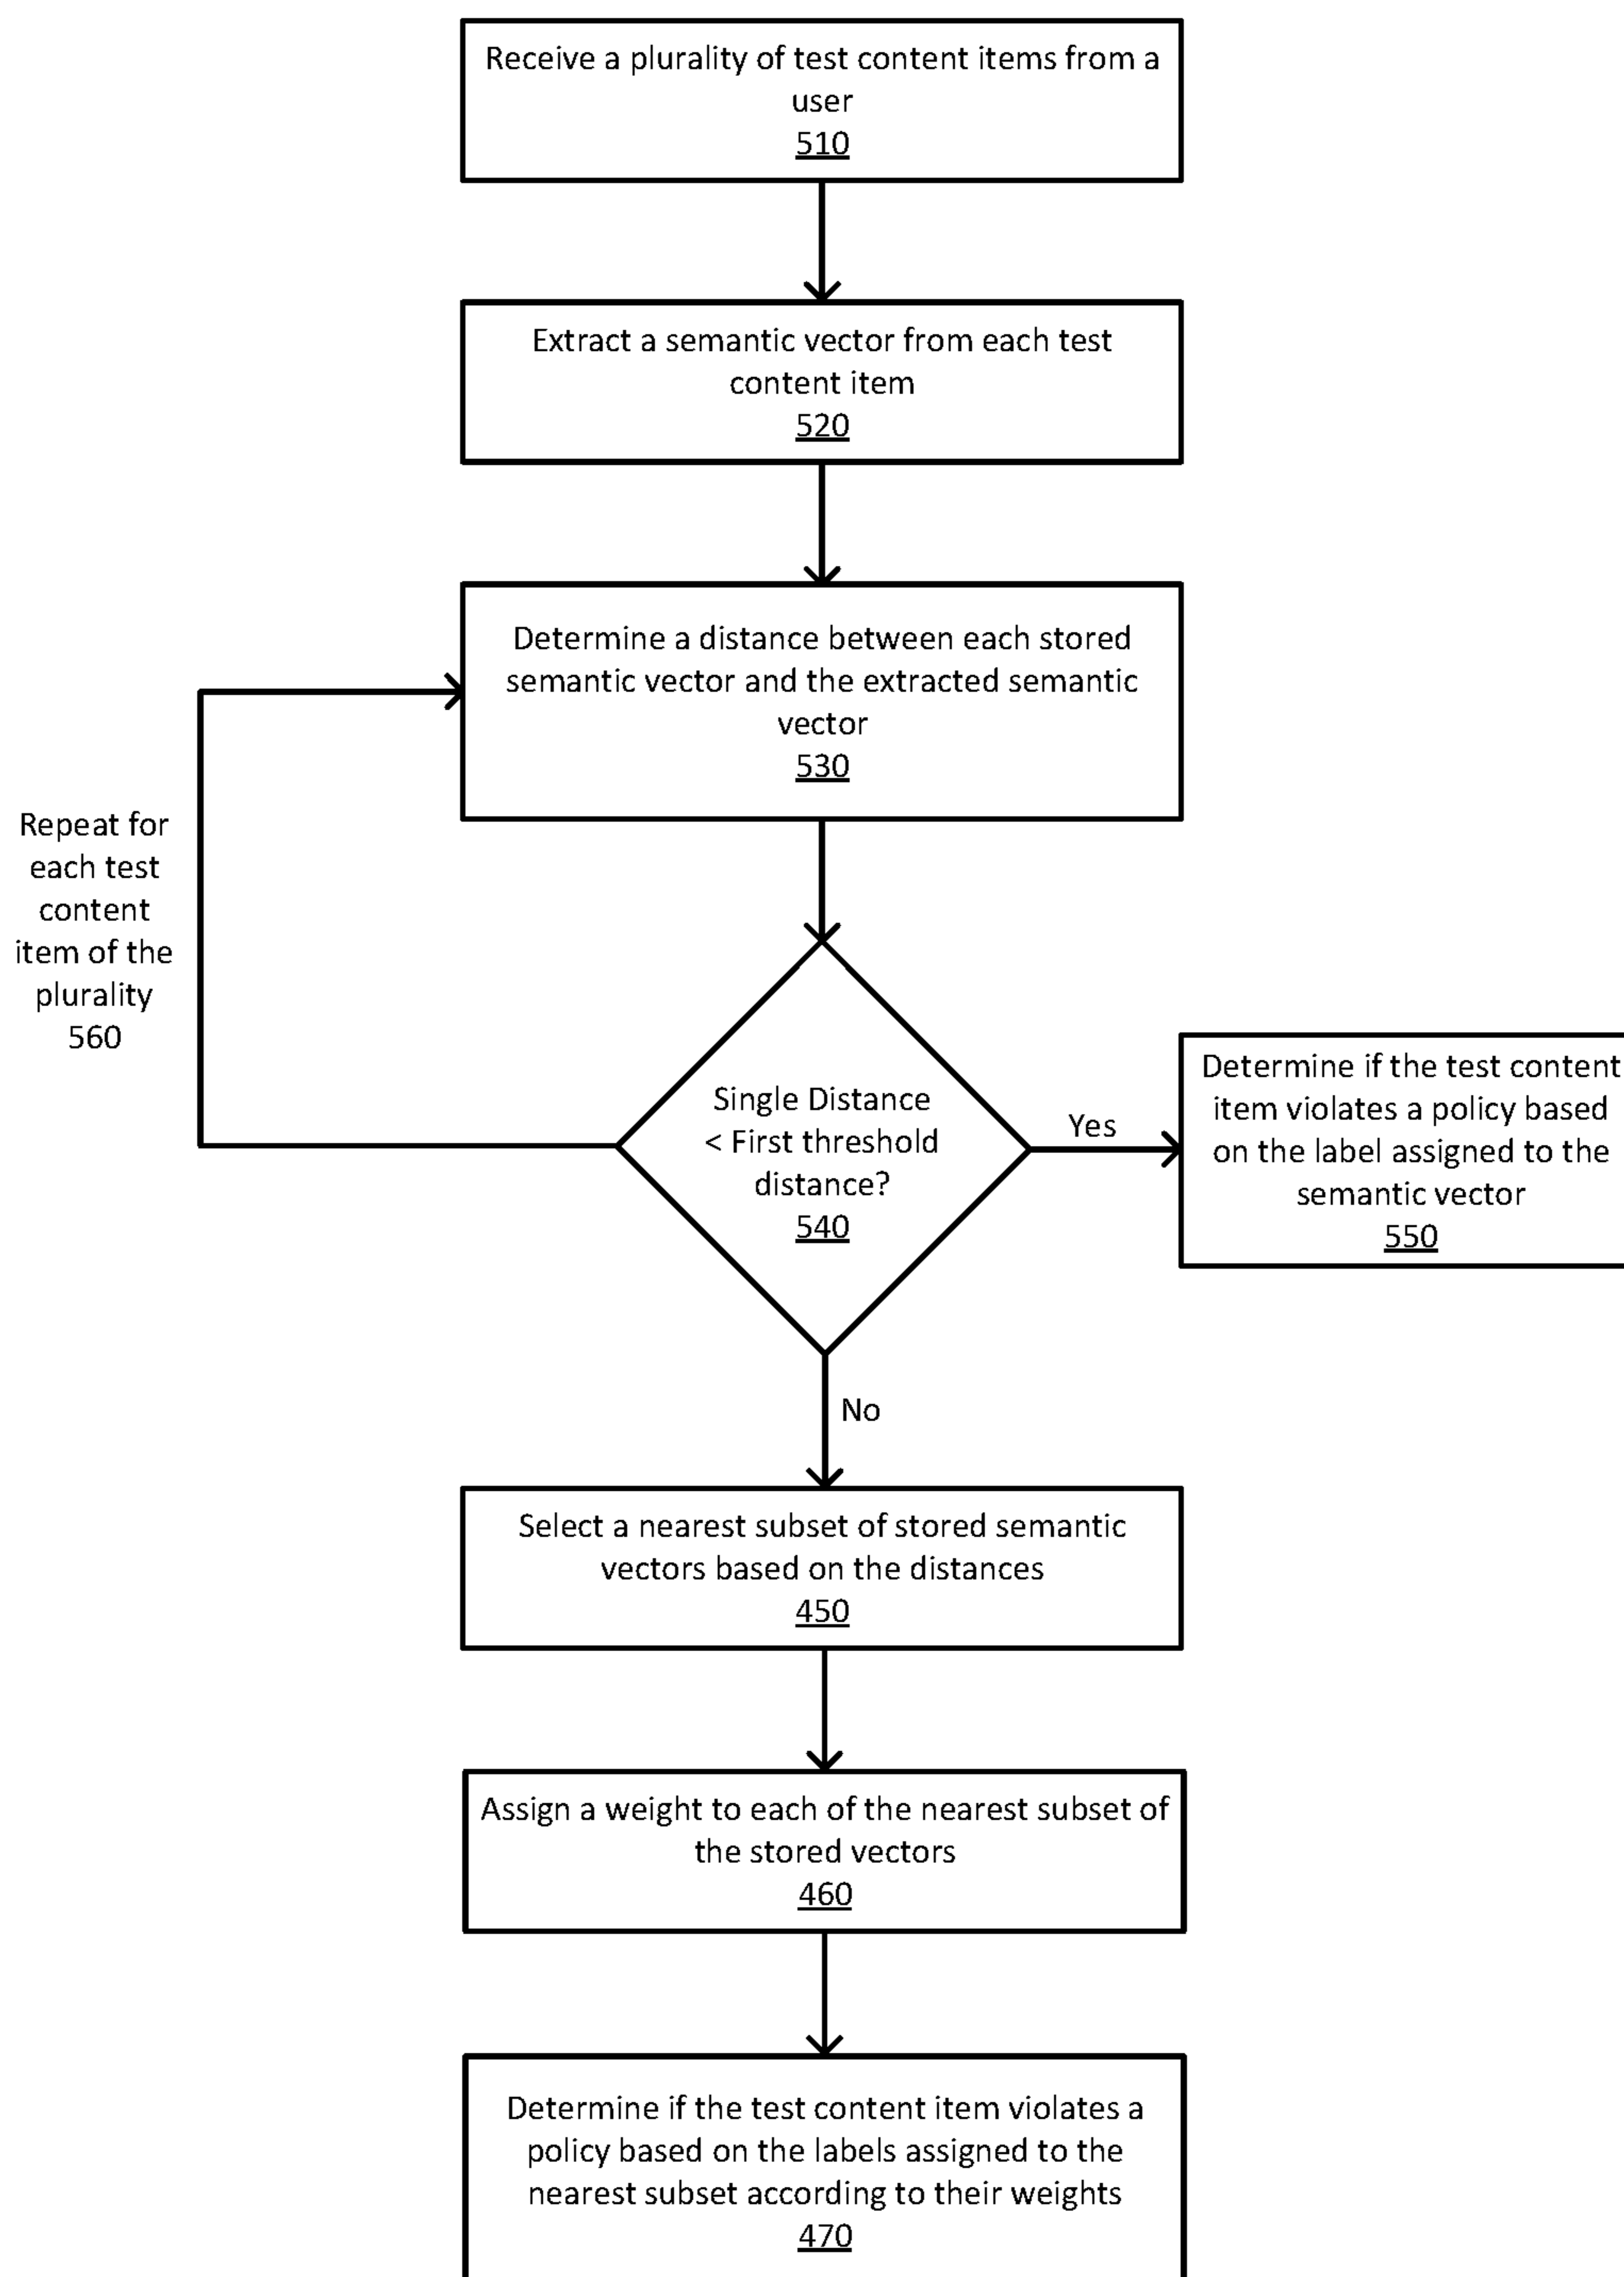 Receive a plurality of test content items from a
user
510
Extract a semantic vector from each test
content item
520
Determine a distance between each stored
semantic vector and the extracted semantic
vector
530
Repeat for
each test
content
item of the
plurality
560
Single Distance
< First threshold
distance?
540
Yes
Determine if the test content
item violates a policy based
on the label assigned to the
semantic vector
550
No
Select a nearest subset of stored semantic
vectors based on the distances
450
Assign a weight to each of the nearest subset of
the stored vectors
460
Determine if the test content item violates a
policy based on the labels assigned to the
nearest subset according to their weights
470